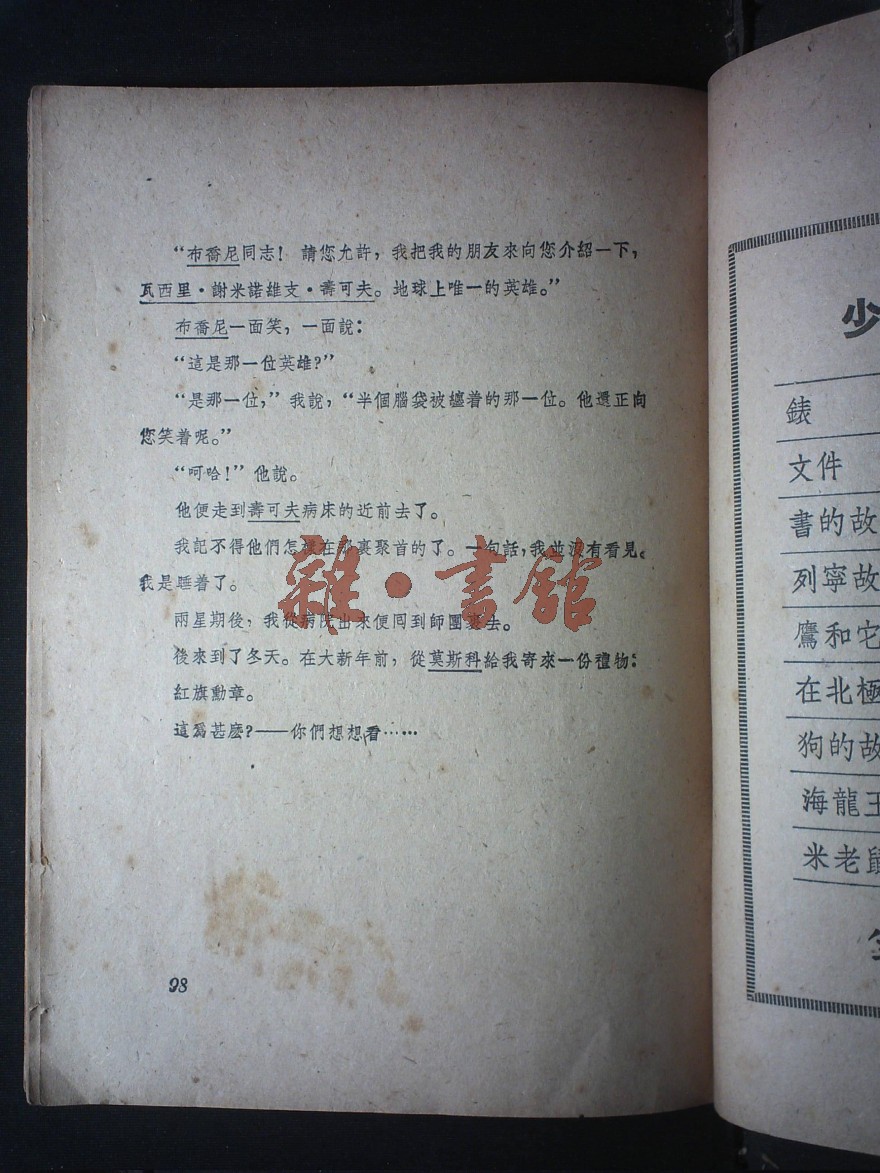 “布喬尼同志! 請您允許，我把我的朋友來向您介紹一下，
瓦西里·謝米諾維支·壽可夫。地球上唯一的英雄。”
布喬尼一面笑，一面說：
“這是那一位英雄?”
“是那一位，” 我說，“半個腦袋被纏着的那一位。他還正向
您笑着呢。”
“呵哈!” 他說。
他便走到壽可夫病床的近前去了。
我記不得他們怎樣在那裏聚首的了。一句話，我並沒有看見。
我是睡着了。
兩星期後，我從病院出來便囘到師團裏去。
後來到了冬天。在大新年前，從莫斯科給我寄來一份禮物：
紅旗勳章。
這爲甚麽?——你們想想看……
98
雜·書館
少
錶
文件
書的故
列寧故
鷹和它
在北極
狗的故
海龍王
米老鼠